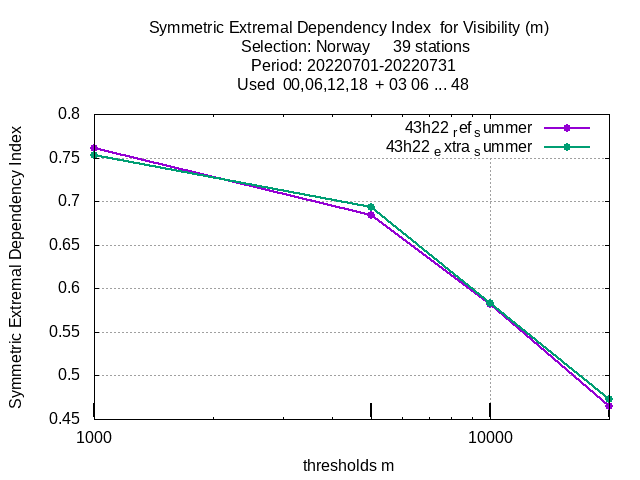 Symmetric Extremal Dependency Index for Visibility (m)
Selection: Norway 39 stations
Period: 20220701-20220731
Used 00,06,12,18 + 03 06 ... 48
43h22 ref summer
43h22 extra summer
Symmetric Extremal Dependency Index
0.8
0.75
0.7
0.65
0.6
0.55
0.5
0.45
1000
10000
thresholds m